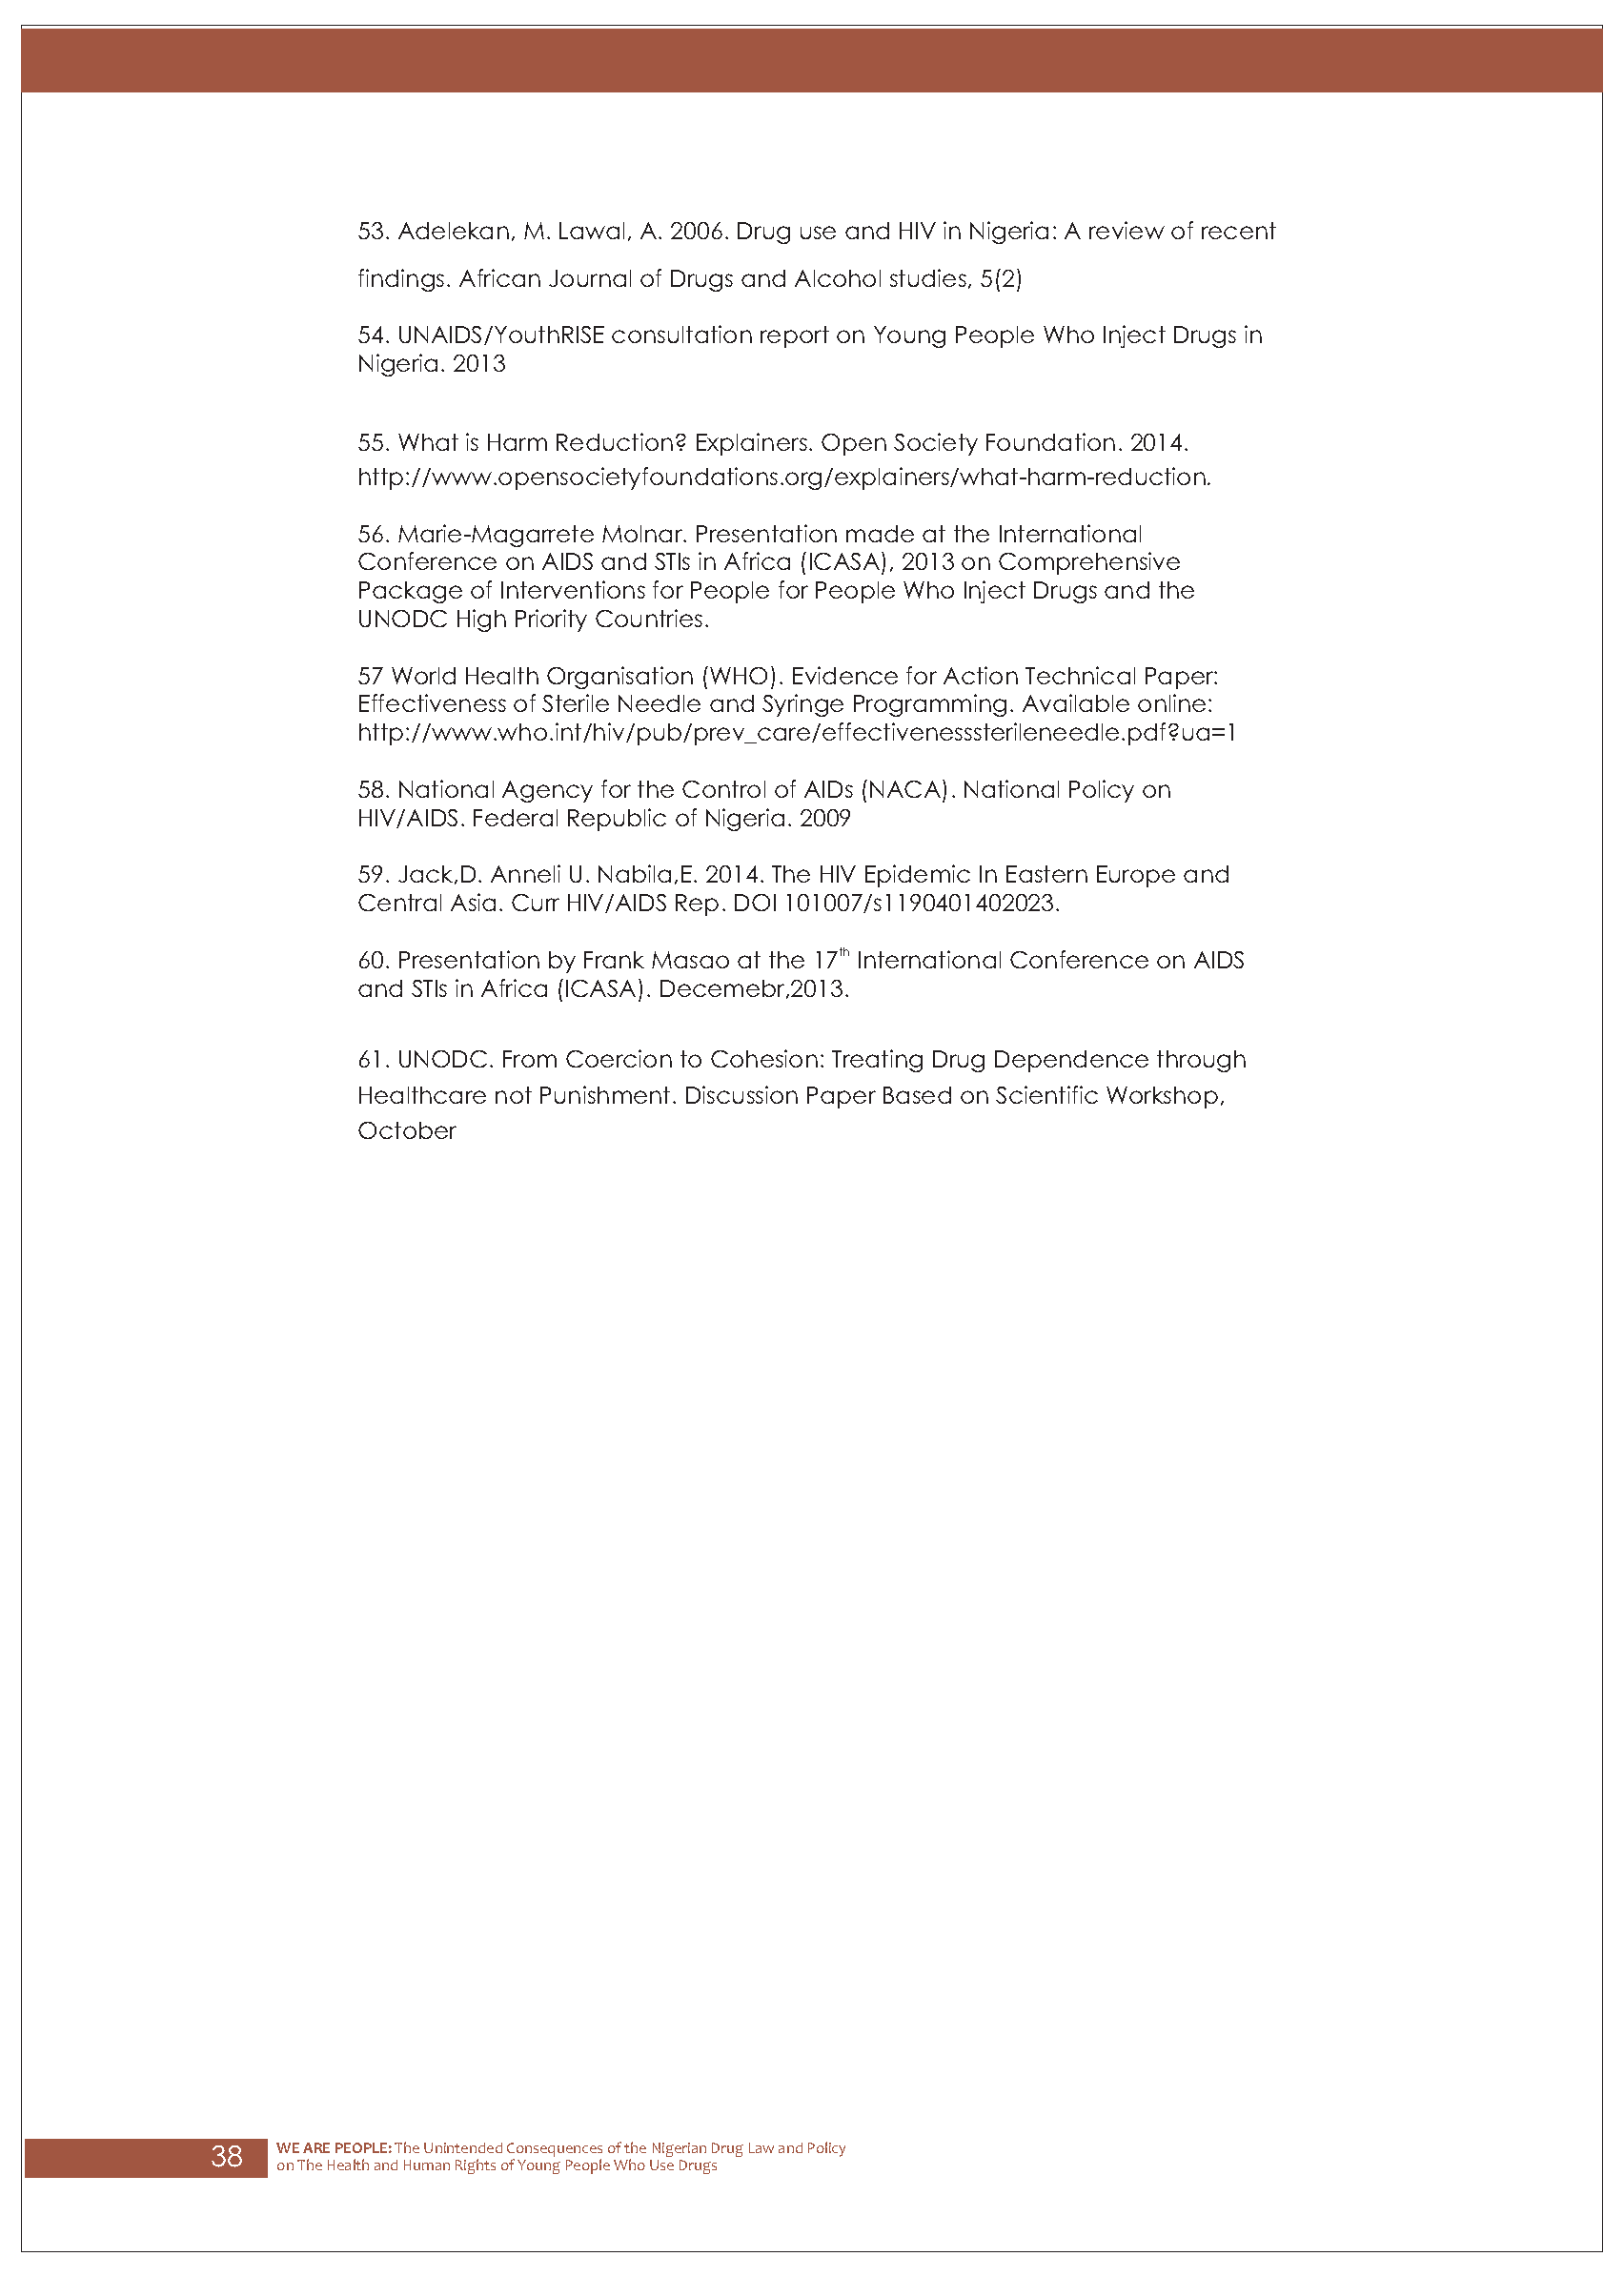 53. Adelekan, M. Lawal, A. 2006. Drug use and HIV in Nigeria: A review of recent
findings. African Journal of Drugs and Alcohol studies, 5(2)
54. UNAIDS/YouthRISE consultation report on Young People Who Inject Drugs in
Nigeria. 2013
55. What is Harm Reduction? Explainers. Open Society Foundation. 2014.
http://www.opensocietyfoundations.org/explainers/what-harm-reduction.
56. Marie-Magarrete Molnar. Presentation made at the International
Conference on AIDS and STIs in Africa (ICASA), 2013 on Comprehensive
Package of Interventions for People for People Who Inject Drugs and the
UNODC High Priority Countries.
57 World Health Organisation (WHO). Evidence for Action Technical Paper:
Effectiveness of Sterile Needle and Syringe Programming. Available online:
http://www.who.int/hiv/pub/prev_care/effectivenesssterileneedle.pdf?ua=1
58. National Agency for the Control of AIDs (NACA). National Policy on
HIV/AIDS. Federal Republic of Nigeria. 2009
59. Jack,D. Anneli U. Nabila,E. 2014. The HIV Epidemic In Eastern Europe and
Central Asia. Curr HIV/AIDS Rep. DOI 101007/s1190401402023.
60. Presentation by Frank Masao at the 17th International Conference on AIDS
and STIs in Africa (ICASA). Decemebr,2013.
61. UNODC. From Coercion to Cohesion: Treating Drug Dependence through
Healthcare not Punishment. Discussion Paper Based on Scientific Workshop,
October
38 WE ARE PEOPLE: The Unintended Consequences of the Nigerian Drug Law and Policy
on The Health and Human Rights of Young People Who Use Drugs